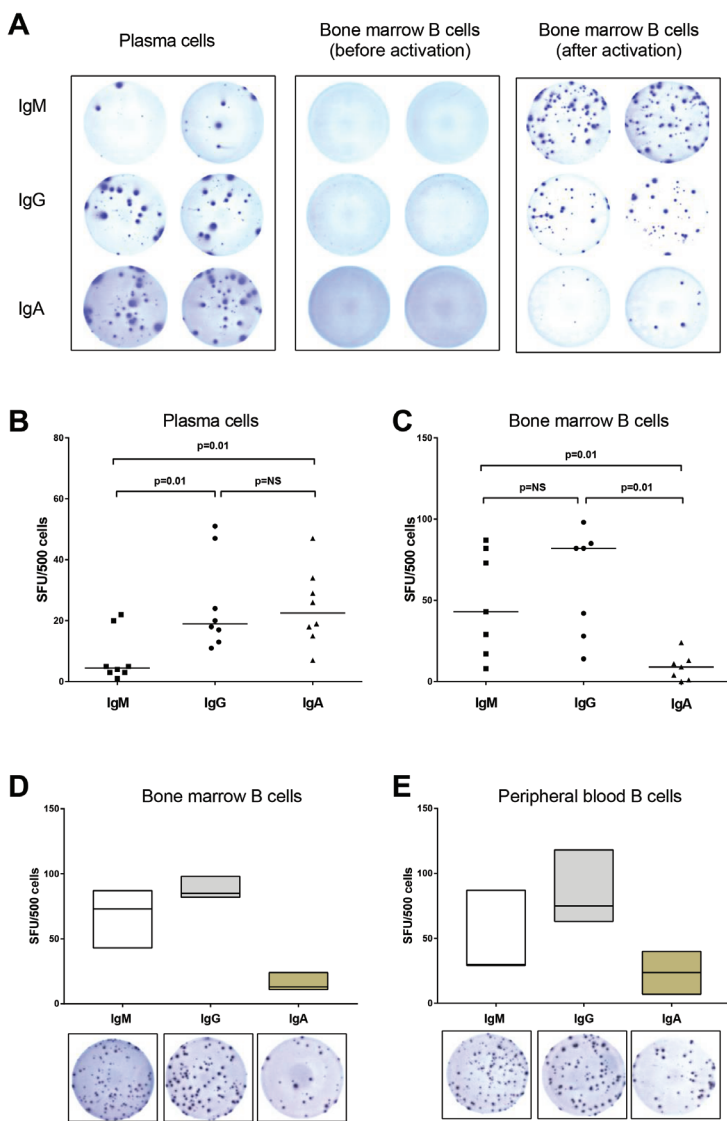 A
Plasma cells
Bone marrow B cells
(before activation)
Bone marrow B cells
(after activation)
IgM
IgG
IgA
B
Plasma cells
80
60
40
20
0
SFU/500 cells
p=0.01
p=0.01
p=NS
IgM
IgG
IgA
C
Bone marrow B cells
150
100
50
0
SFU/500 cells
p=0.01
p=NS
p=0.01
IgM
IgG
IgA
D
Bone marrow B cells
150
100
50
0
SFU/500 cells
IgM
IgG
IgA
E
Peripheral blood B cells
150
100
50
0
SFU/500 cells
IgM
IgG
IgA